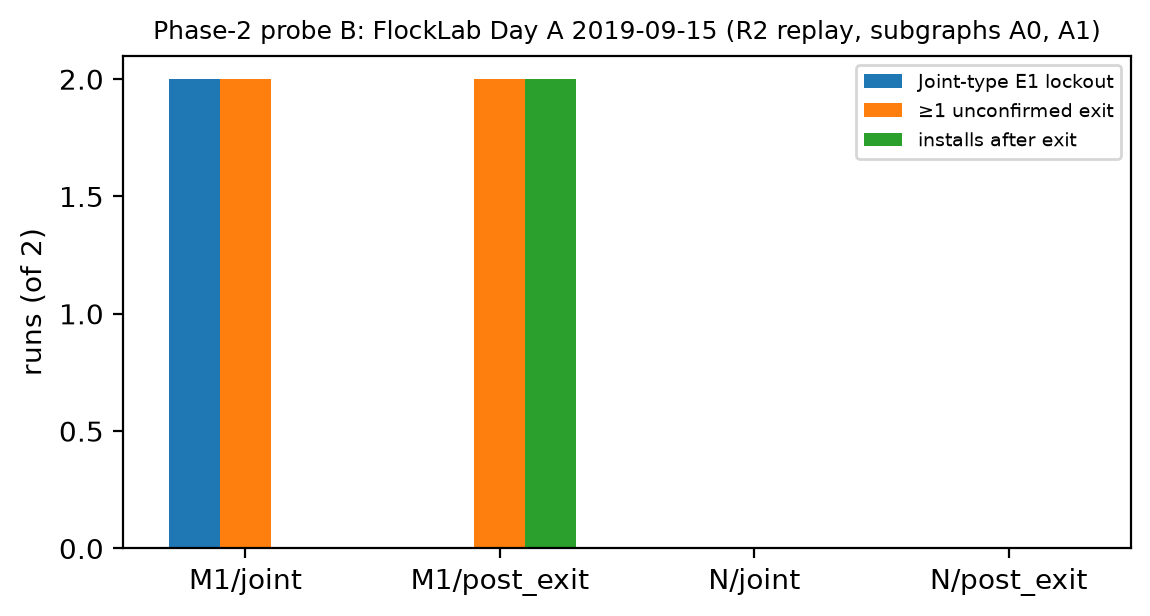 Phase-2 probe B: FlockLab Day A 2019-09-15 (R2 replay, subgraphs A0, A1)
Joint-type E1 lockout
≥1 unconfirmed exit
installs after exit
runs (of 2)
2.0
1.5
1.0
0.5
0.0
M1/joint
M1/post_exit
N/joint
N/post_exit